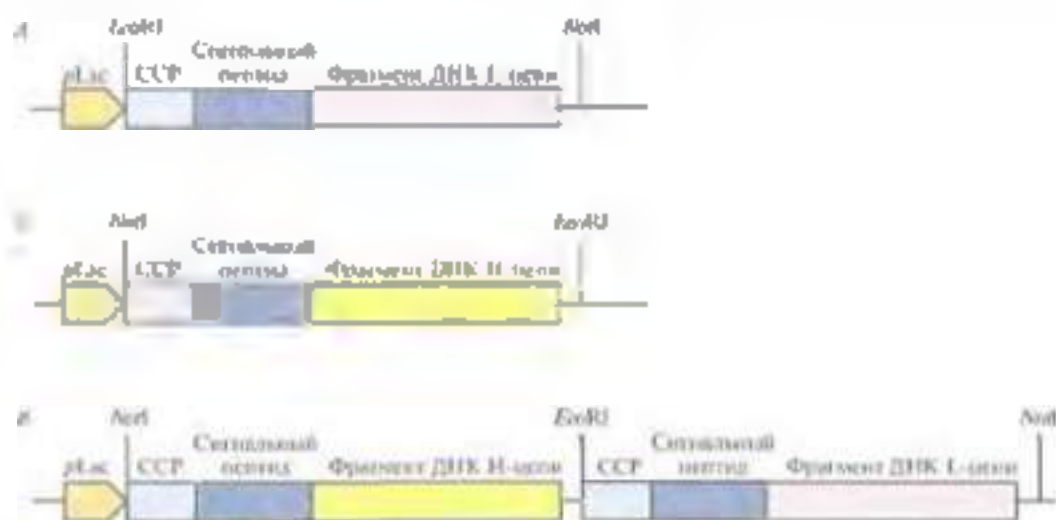 EcoRI NotI
Сигнальный
pLac ССР пептид Фрагмент ДНК L-цепи
NotI EcoRI
Сигнальный
pLac ССР пептид Фрагмент ДНК H-цепи
NotI EcoRI NotI
Сигнальный Сигнальный
pLac ССР пептид Фрагмент ДНК H-цепи ССР пептид Фрагмент ДНК L-цепи